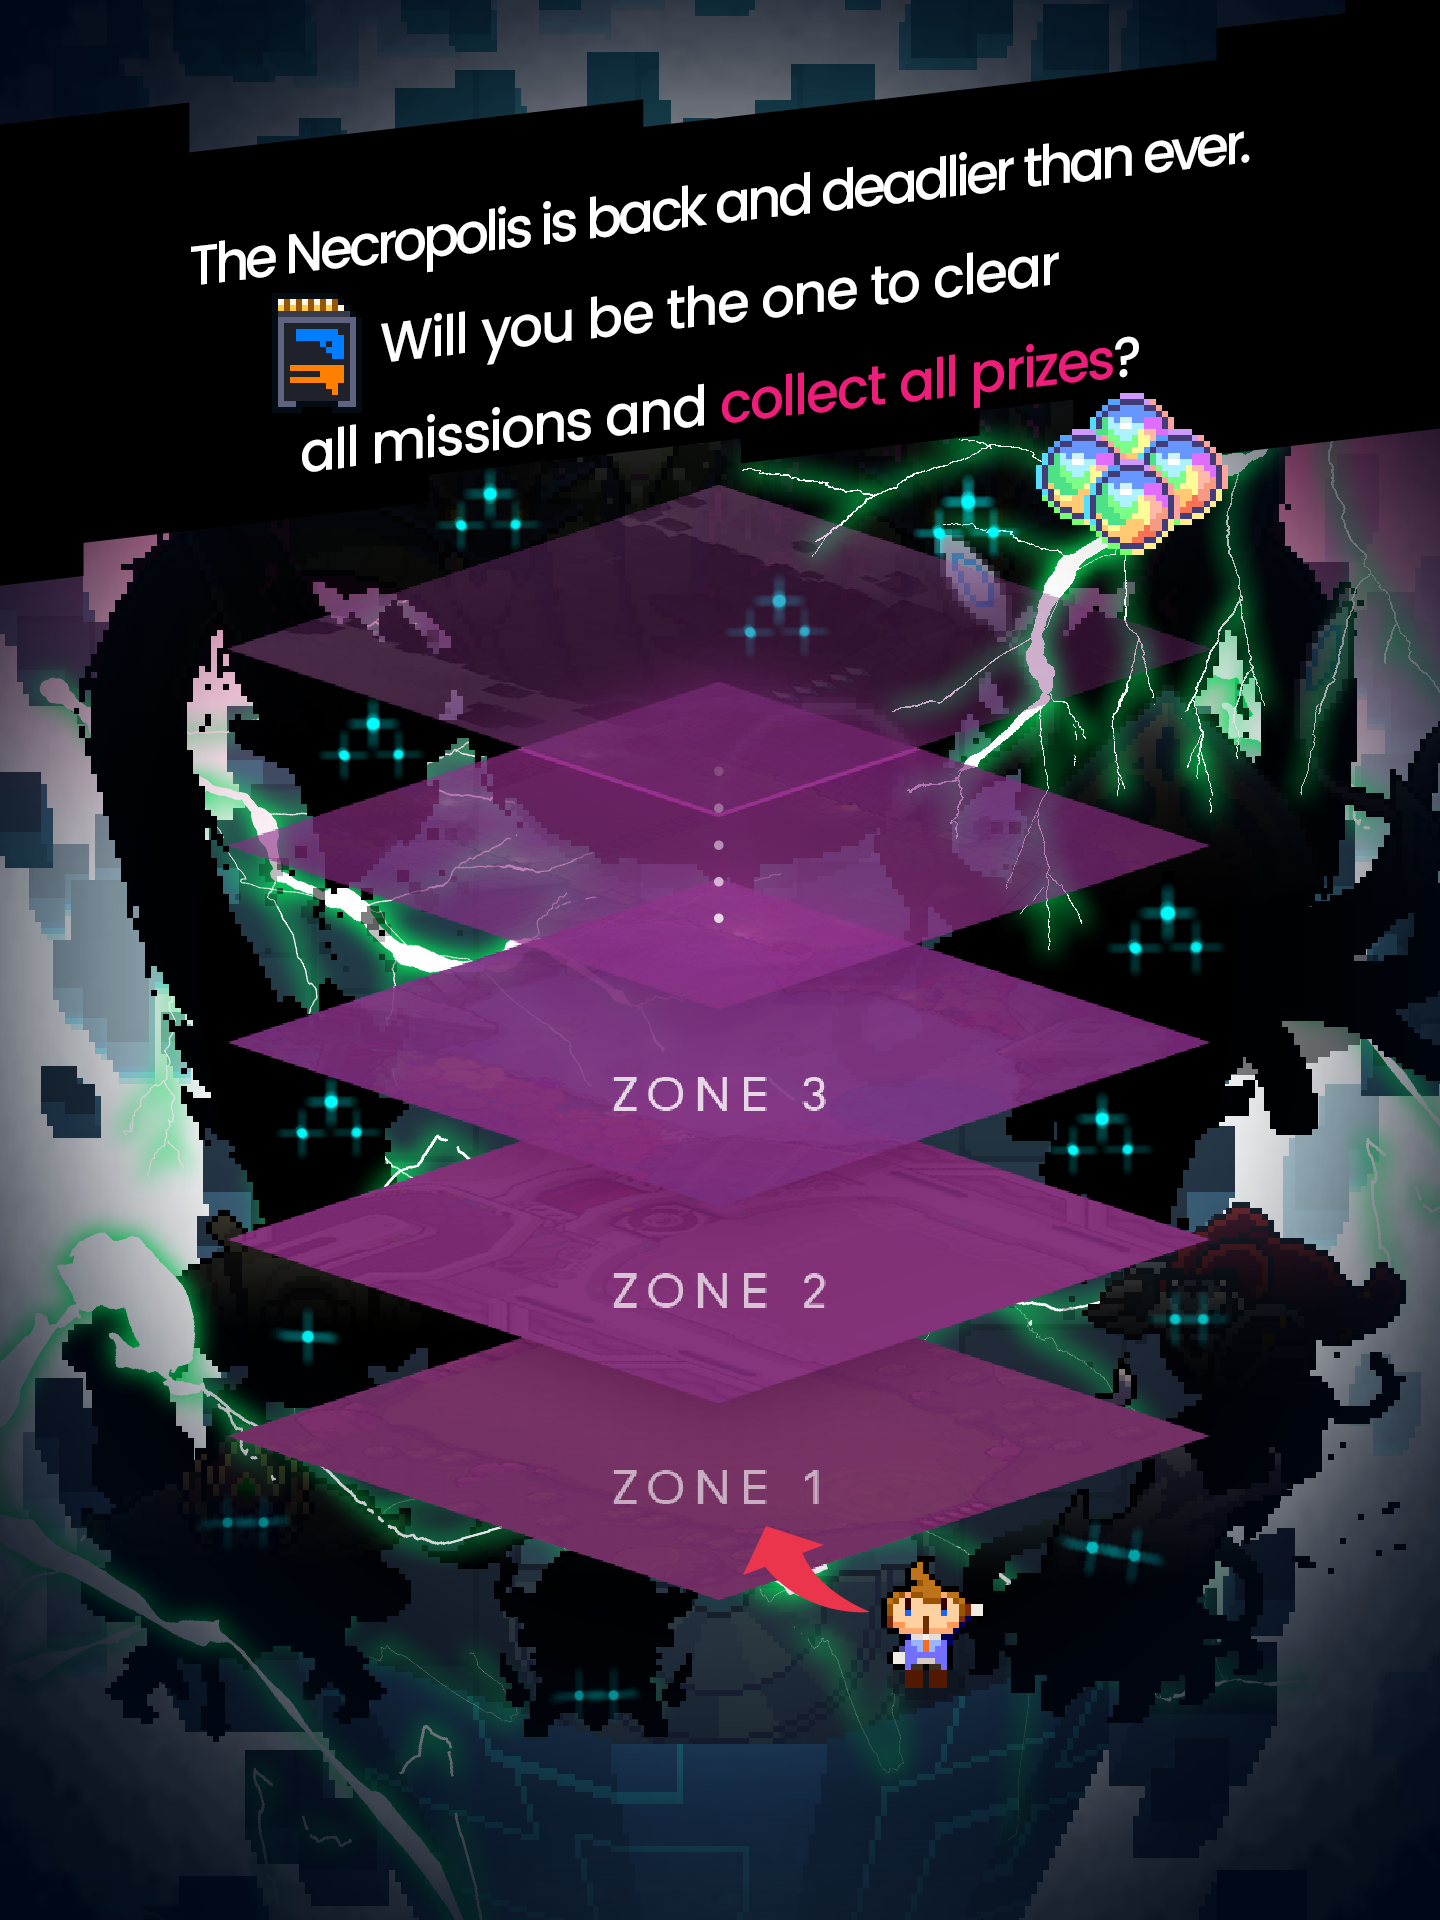 The Necropolis is back and deadlier than ever.
Will you be the one to clear
all missions and collect all prizes?
ZONE 3
ZONE 2
ZONE 1